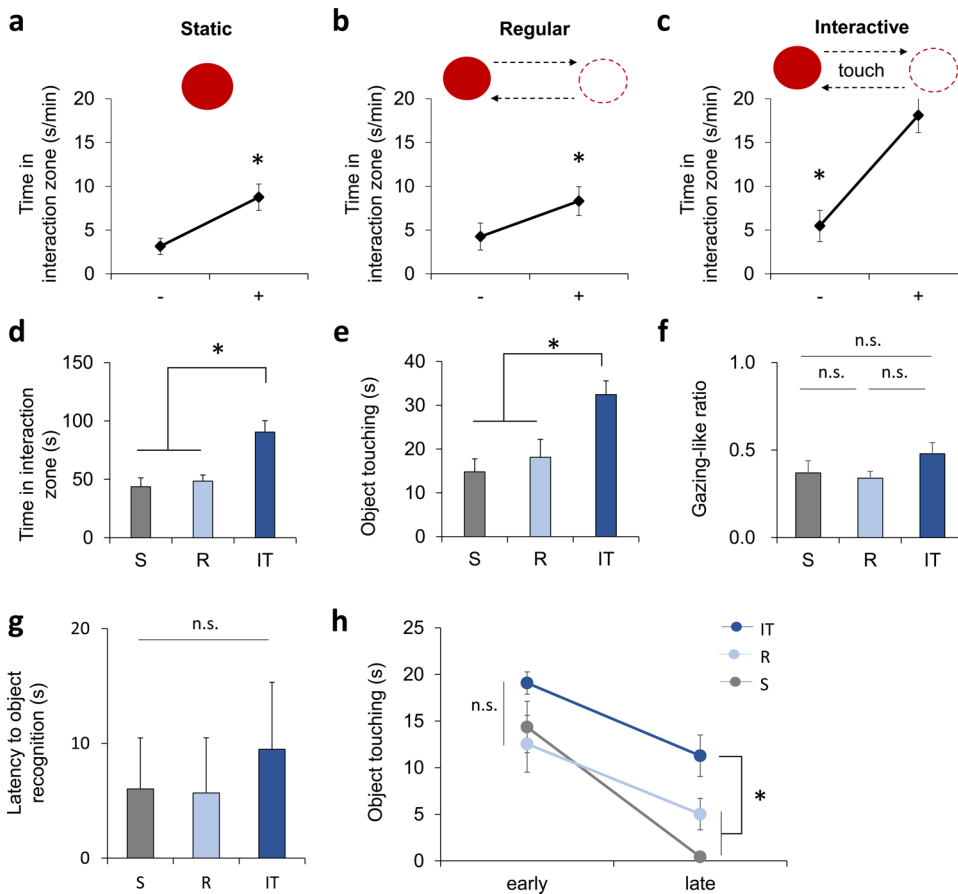 a
Static
Time in
interaction zone (s/min)
20
15
10
5
0
*
-
+
b
Regular
Time in
interaction zone (s/min)
20
15
10
5
0
*
-
+
c
Interactive
touch
Time in
interaction zone (s/min)
20
15
10
5
0
*
-
+
d
Time in interaction
zone (s)
150
100
50
0
*
S
R
IT
e
Object touching (s)
40
30
20
10
0
*
S
R
IT
f
Gazing-like ratio
1.0
0.5
0.0
n.s.
n.s.
n.s.
S
R
IT
g
Latency to object
recognition (s)
20
10
0
n.s.
S
R
IT
h
Object touching (s)
25
20
15
10
5
0
n.s.
*
IT
R
S
early
late